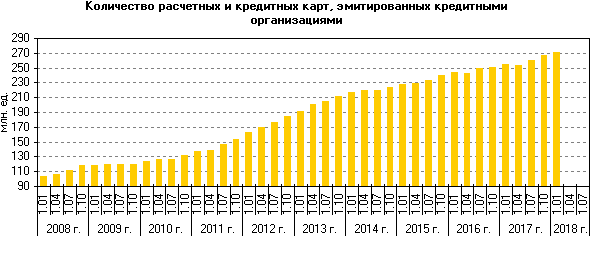 Количество расчетных и кредитных карт, эмитированных кредитными
организациями
млн. ед.
290
270
250
230
210
190
170
150
130
110
90
1.01 1.04 1.07 1.10 1.01 1.04 1.07 1.10 1.01 1.04 1.07 1.10 1.01 1.04 1.07 1.10 1.01 1.04 1.07 1.10 1.01 1.04 1.07 1.10 1.01 1.04 1.07 1.10 1.01 1.04 1.07 1.10 1.01 1.04 1.07 1.10 1.01 1.04 1.07 1.10 1.01 1.04 1.07
2008 г. 2009 г. 2010 г. 2011 г. 2012 г. 2013 г. 2014 г. 2015 г. 2016 г. 2017 г. 2018 г.